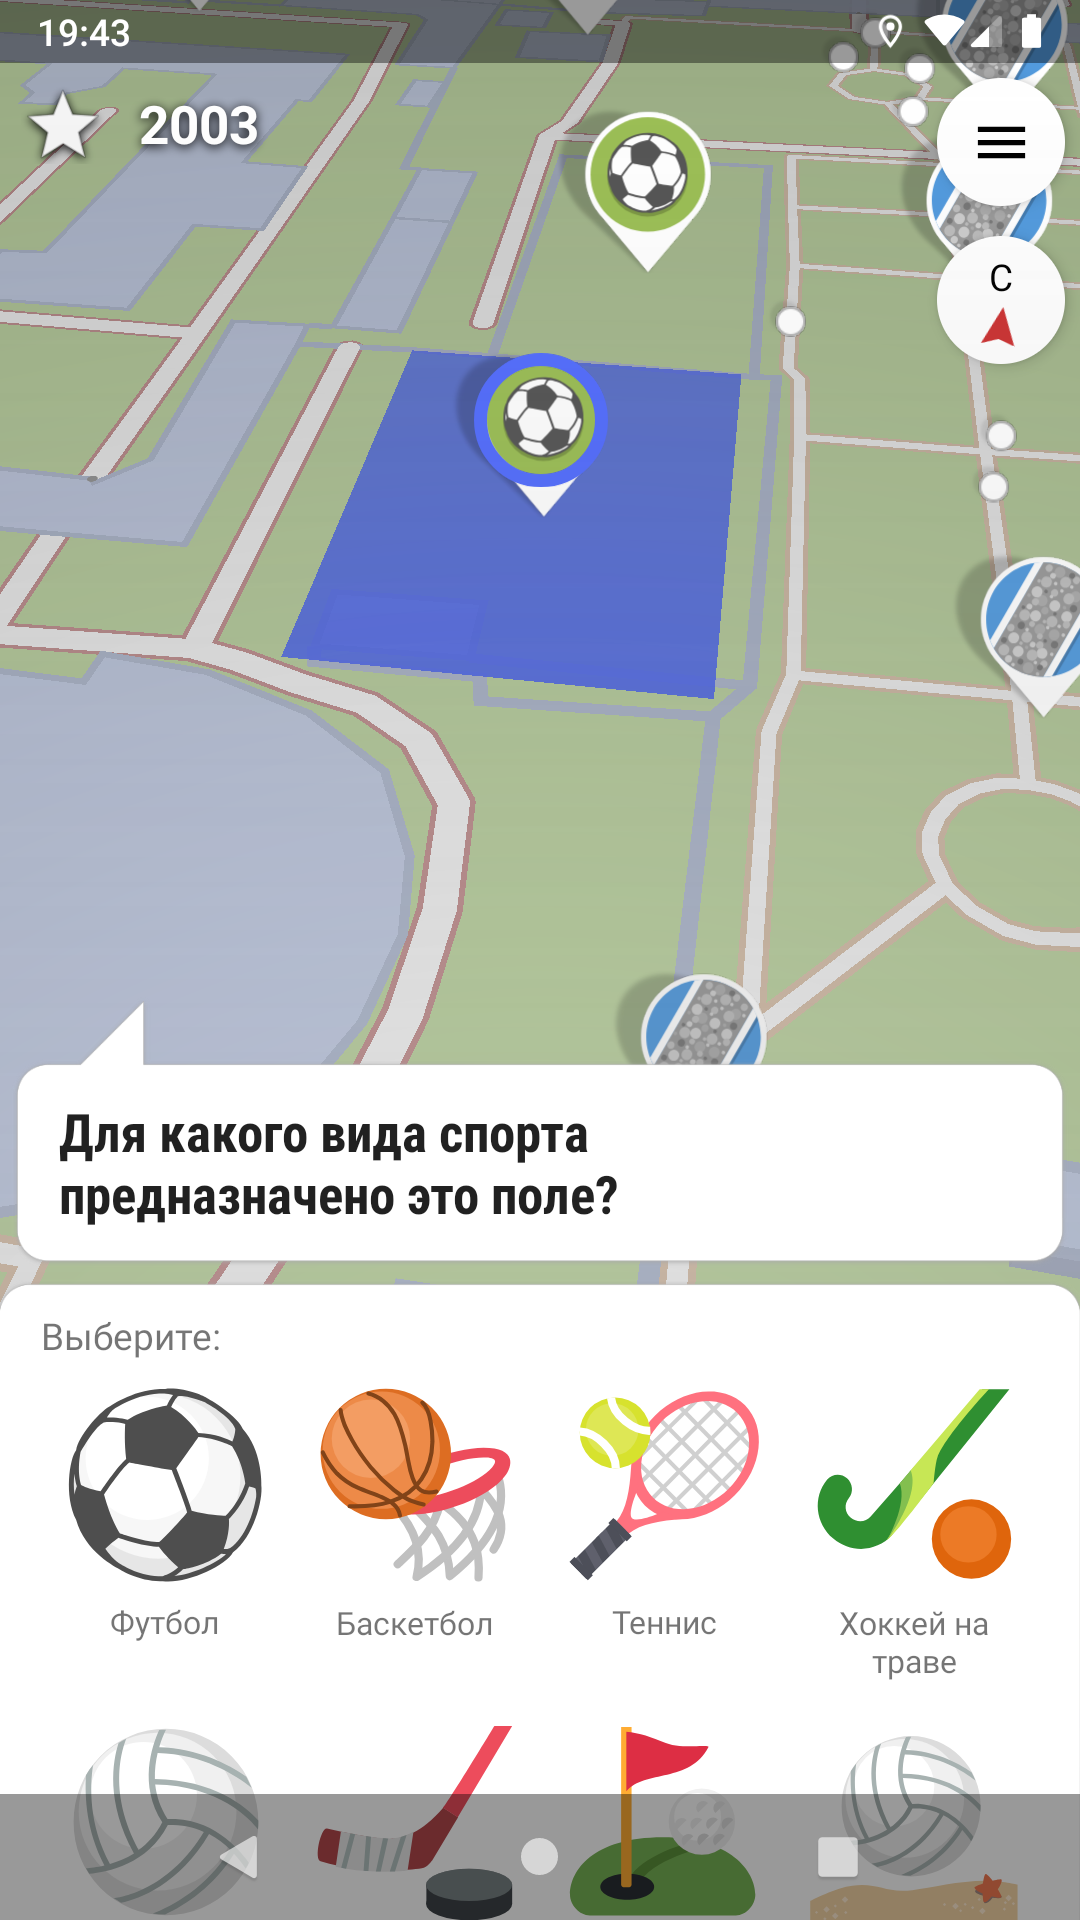 19:43
2003
С
Для какого вида спорта
предназначено это поле?
Выберите:
Футбол
Баскетбол
Теннис
Хоккей на
траве